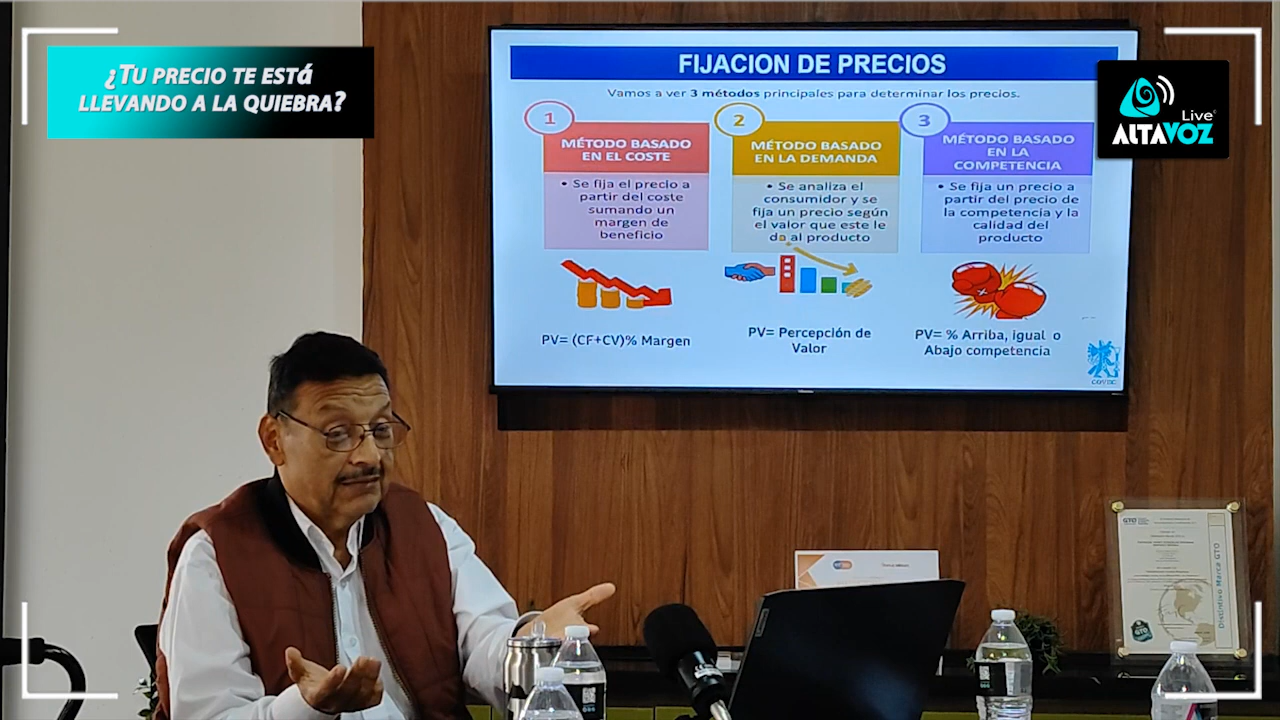 ¿Tu precio te está
llevando a la quiebra?
FIJACION DE PRECIOS
Vamos a ver 3 métodos principales para determinar los precios.
1
MÉTODO BASADO
EN EL COSTE
• Se fija el precio a
partir del coste
sumando un
margen de
beneficio
PV= (CF+CV)% Margen
2
MÉTODO BASADO
EN LA DEMANDA
• Se analiza el
consumidor y se
fija un precio según
el valor que este le
da al producto
PV= Percepción de
Valor
3
MÉTODO BASADO
EN LA
COMPETENCIA
• Se fija un precio a
partir del precio de
la competencia y la
calidad del
producto
PV= % Arriba, igual o
Abajo competencia
Live
ALTAVOZ
GTO
Distintivo Marca GTO
GTO